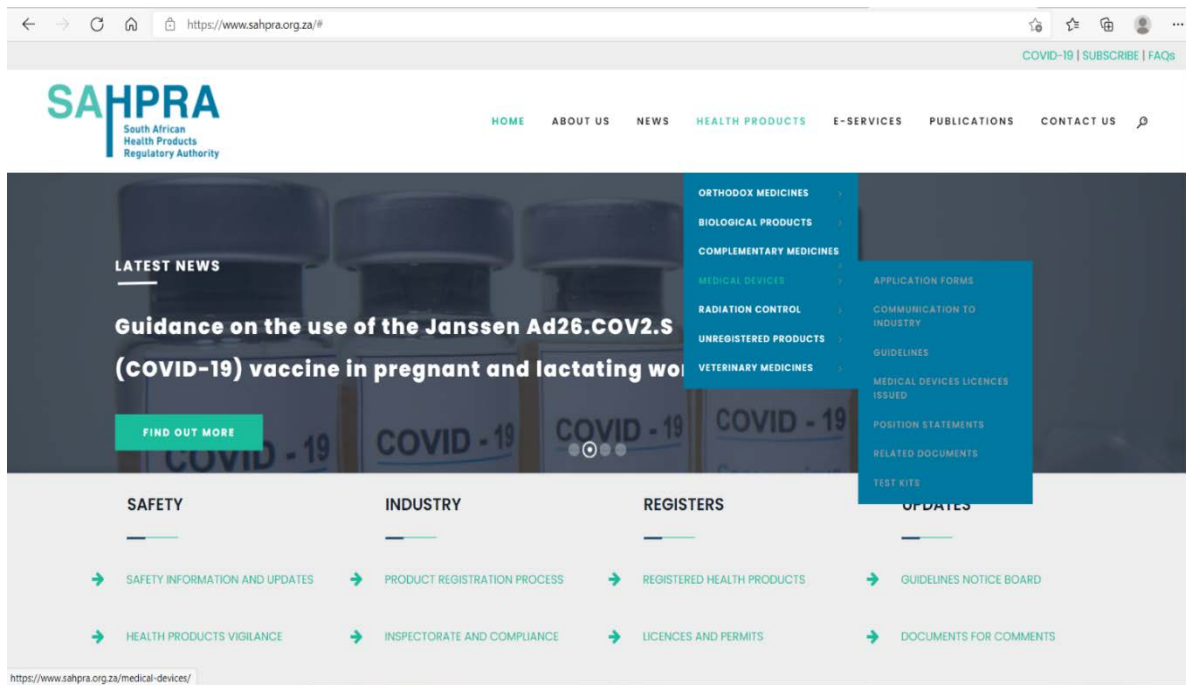 https://www.sahpra.org.za/#
COVID-19 | SUBSCRIBE | FAQs
SAHPRA
South African
Health Products
Regulatory Authority
HOME ABOUT US NEWS HEALTH PRODUCTS E-SERVICES PUBLICATIONS CONTACT US
ORTHODOX MEDICINES
BIOLOGICAL PRODUCTS
COMPLEMENTARY MEDICINES
MEDICAL DEVICES
RADIATION CONTROL
UNREGISTERED PRODUCTS
VETERINARY MEDICINES
APPLICATION FORMS
COMMUNICATION TO
INDUSTRY
GUIDELINES
MEDICAL DEVICES LICENCES
ISSUED
POSITION STATEMENTS
RELATED DOCUMENTS
TEST KITS
LATEST NEWS
Guidance on the use of the Janssen Ad26.COV2.S
(COVID-19) vaccine in pregnant and lactating
FIND OUT MORE
COVID - 19
COVID - 19
COVID - 19
COVID - 19
SAFETY
SAFETY INFORMATION AND UPDATES
HEALTH PRODUCTS VIGILANCE
INDUSTRY
PRODUCT REGISTRATION PROCESS
INSPECTORATE AND COMPLIANCE
REGISTERS
REGISTERED HEALTH PRODUCTS
LICENCES AND PERMITS
UPDATES
GUIDELINES NOTICE BOARD
DOCUMENTS FOR COMMENTS
https://www.sahpra.org.za/medical-devices/